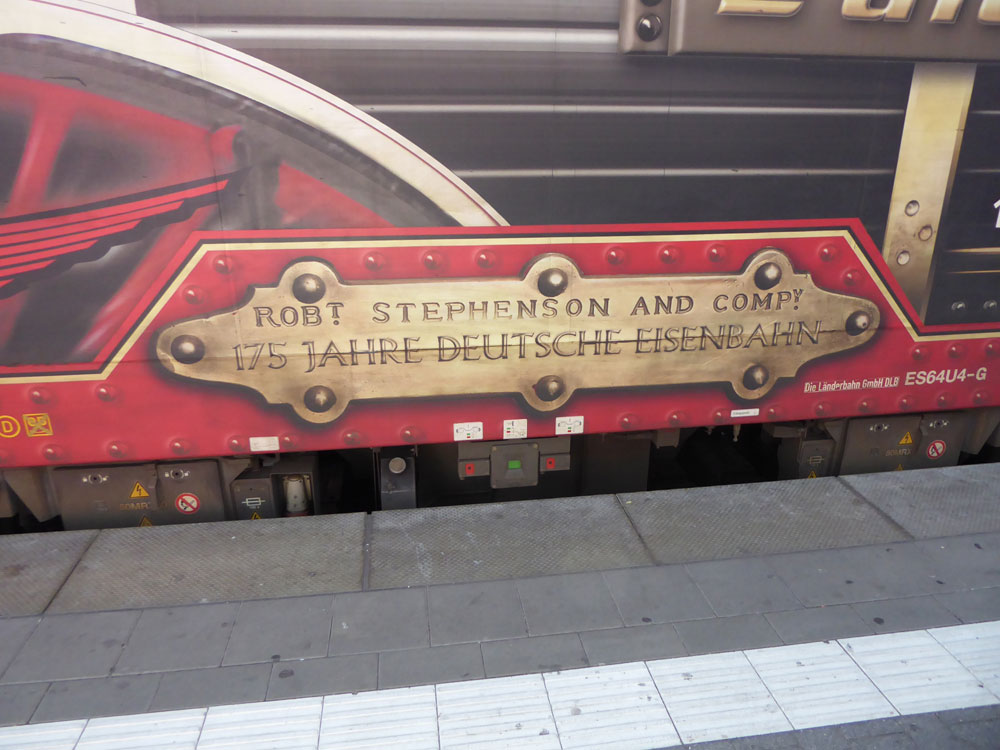 ROBT. STEPHENSON AND COMPY.
175 JAHRE DEUTSCHE EISENBAHN
Die Länderbahn GmbH DLB ES64U4-G
D